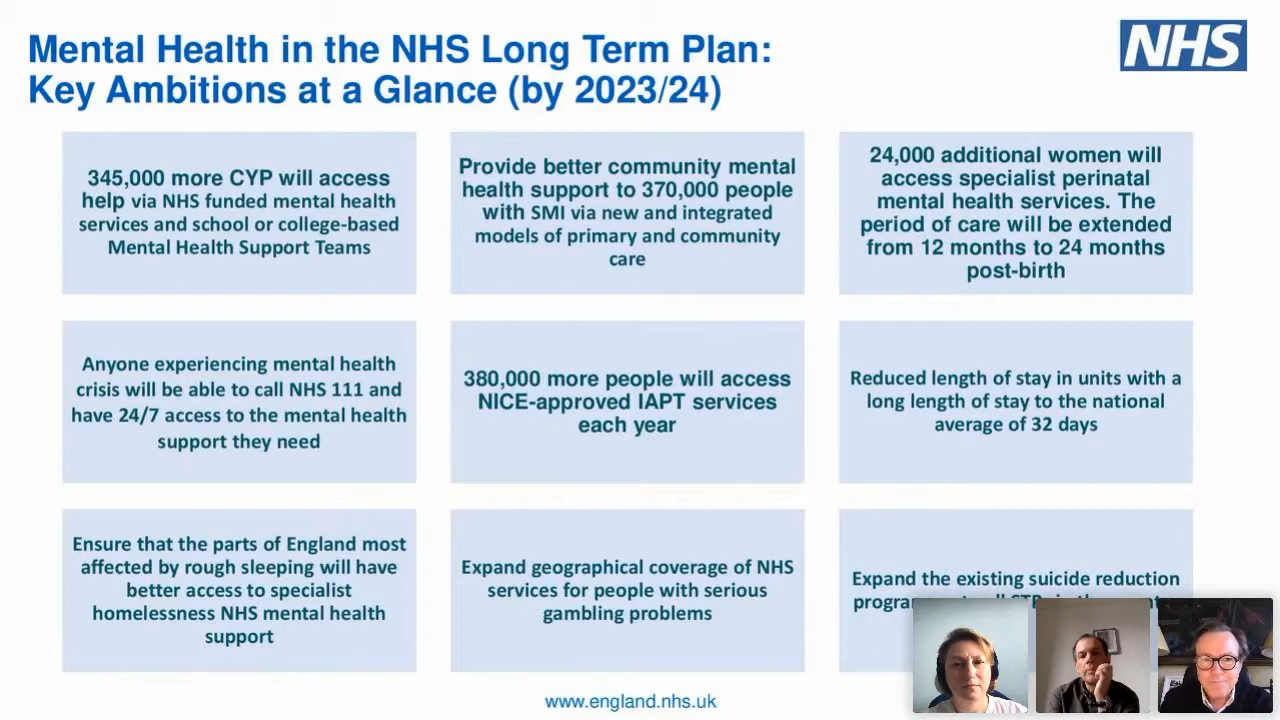 Mental Health in the NHS Long Term Plan:
Key Ambitions at a Glance (by 2023/24)
NHS
345,000 more CYP will access
help via NHS funded mental health
services and school or college-based
Mental Health Support Teams
Provide better community mental
health support to 370,000 people
with SMI via new and integrated
models of primary and community
care
24,000 additional women will
access specialist perinatal
mental health services. The
period of care will be extended
from 12 months to 24 months
post-birth
Anyone experiencing mental health
crisis will be able to call NHS 111 and
have 24/7 access to the mental health
support they need
380,000 more people will access
NICE-approved IAPT services
each year
Reduced length of stay in units with a
long length of stay to the national
average of 32 days
Ensure that the parts of England most
affected by rough sleeping will have
better access to specialist
homelessness NHS mental health
support
Expand geographical coverage of NHS
services for people with serious
gambling problems
Expand the existing suicide reduction
www.england.nhs.uk